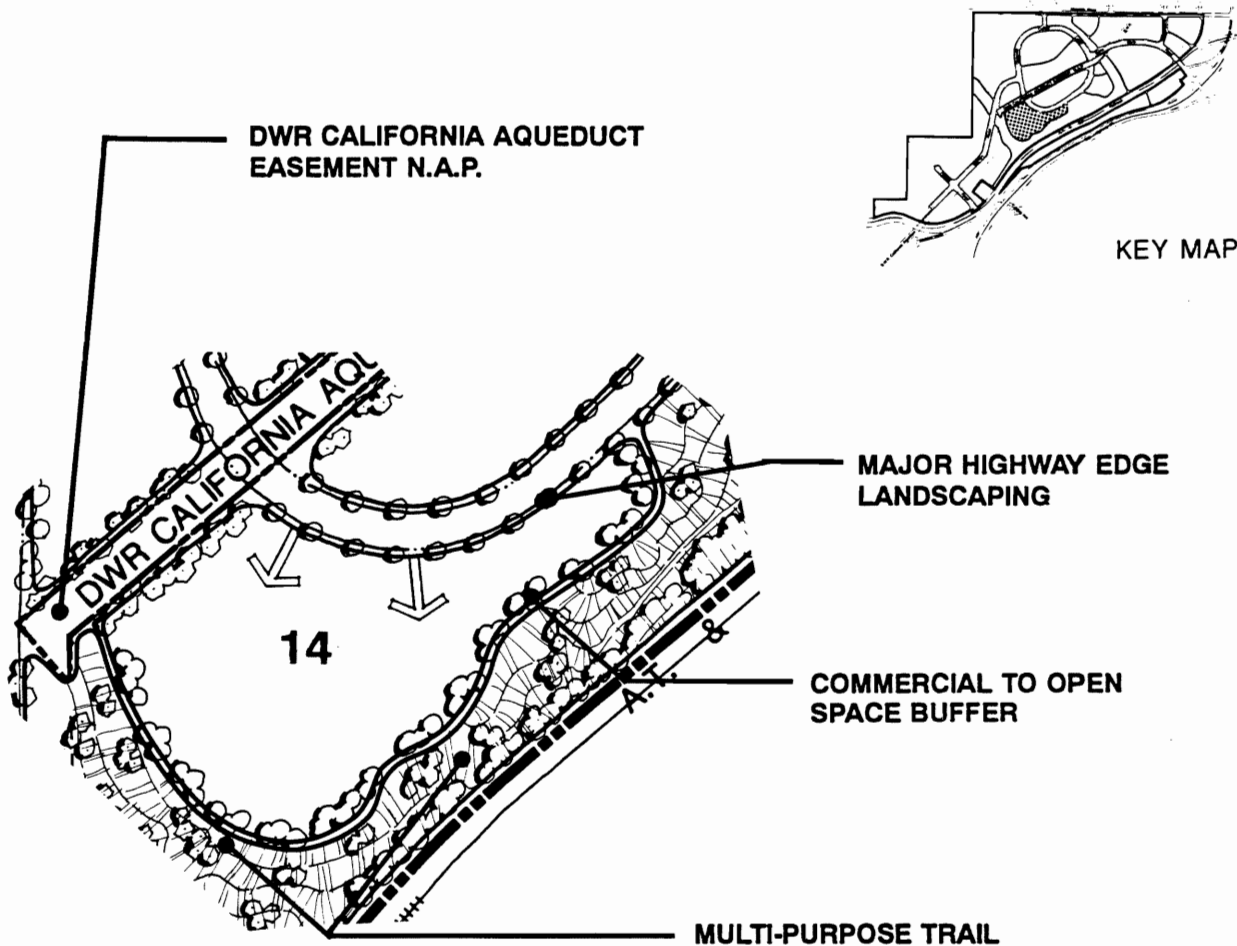 DWR CALIFORNIA AQUEDUCT
EASEMENT N.A.P.
KEY MAP
DWR CALIFORNIA AQU
MAJOR HIGHWAY EDGE
LANDSCAPING
14
A.T. &
COMMERCIAL TO OPEN
SPACE BUFFER
MULTI-PURPOSE TRAIL